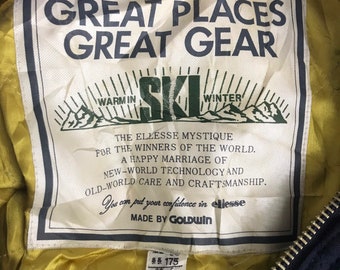 GREAT PLACES
GREAT GEAR
WARM IN SKI WINTER
THE ELLESSE MYSTIQUE
FOR THE WINNERS OF THE WORLD.
A HAPPY MARRIAGE OF
NEW-WORLD TECHNOLOGY AND
OLD-WORLD CARE AND CRAFTSMANSHIP.
You can put your confidence in ellesse
MADE BY GOLDWIN
175